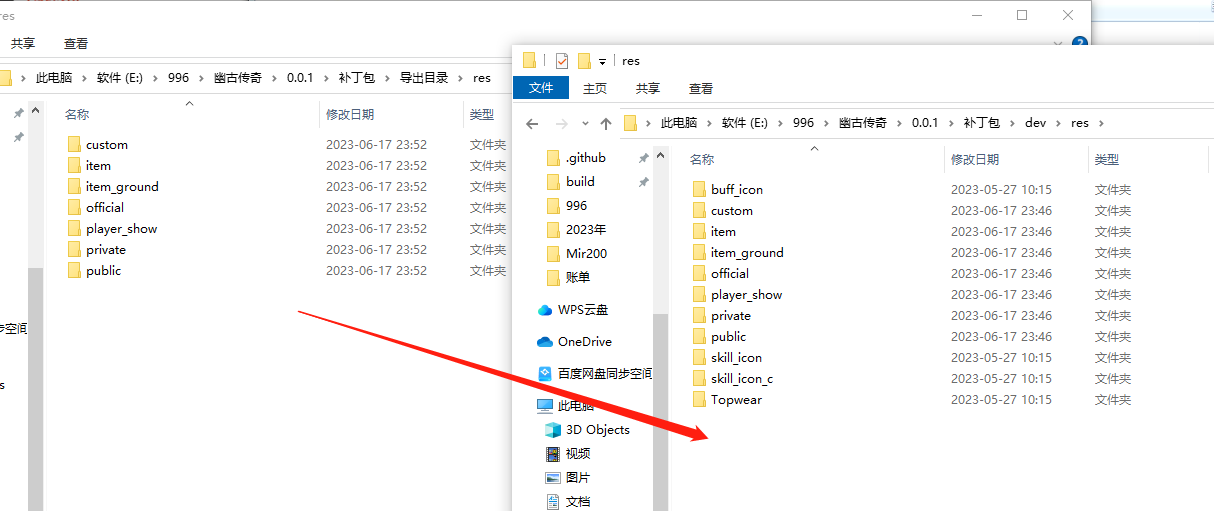 res
共享 查看
此电脑 软件 (E:) 996 幽古传奇 0.0.1 补丁包 导出目录 res
名称 修改日期 类型
custom 2023-06-17 23:52 文件夹
item 2023-06-17 23:52 文件夹
item_ground 2023-06-17 23:52 文件夹
official 2023-06-17 23:52 文件夹
player_show 2023-06-17 23:52 文件夹
private 2023-06-17 23:52 文件夹
public 2023-06-17 23:52 文件夹
步空间
s
res
文件 主页 共享 查看
此电脑 软件 (E:) 996 幽古传奇 0.0.1 补丁包 dev res
.github
build
996
2023年
Mir200
账单
WPS云盘
OneDrive
百度网盘同步空间
此电脑
3D Objects
视频
图片
文档
名称 修改日期 类型
buff_icon 2023-05-27 10:15 文件夹
custom 2023-06-17 23:46 文件夹
item 2023-06-17 23:46 文件夹
item_ground 2023-06-17 23:46 文件夹
official 2023-06-17 23:46 文件夹
player_show 2023-06-17 23:46 文件夹
private 2023-06-17 23:46 文件夹
public 2023-06-17 23:46 文件夹
skill_icon 2023-05-27 10:15 文件夹
skill_icon_c 2023-05-27 10:15 文件夹
Topwear 2023-05-27 10:15 文件夹